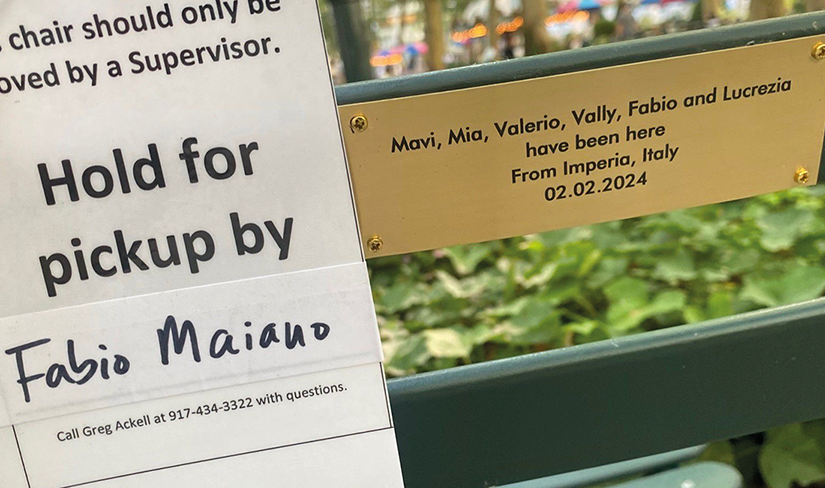 chair should only be
oved by a Supervisor.
Hold for
pickup by
Fabio Maiano
Call Greg Ackell at 917-434-3322 with questions.
Mavi, Mia, Valerio, Vally, Fabio and Lucrezia
have been here
From Imperia, Italy
02.02.2024